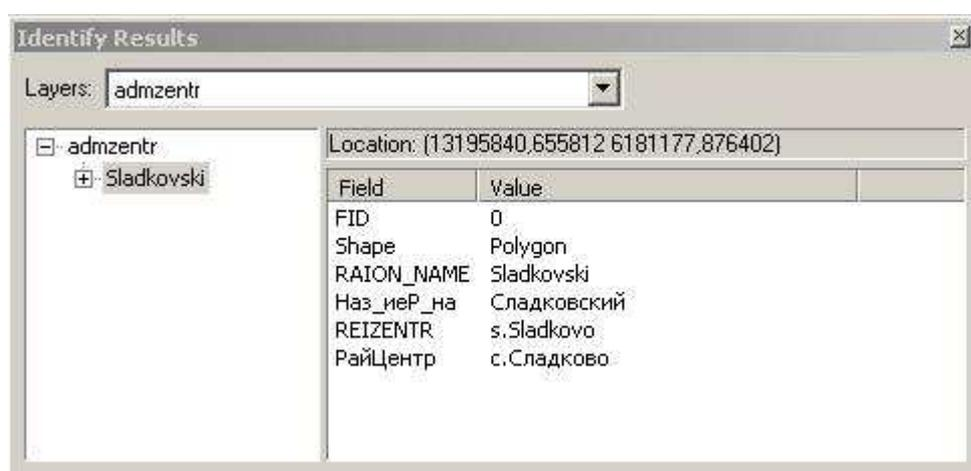 Identify Results
Layers: admzentr
admzentr
Sladkovski
Location: (13195840,655812 6181177,876402)
Field Value
FID 0
Shape Polygon
RAION_NAME Sladkovski
Наз_иеР_на Сладковский
REIZENTR s.Sladkovo
РайЦентр с.Сладково